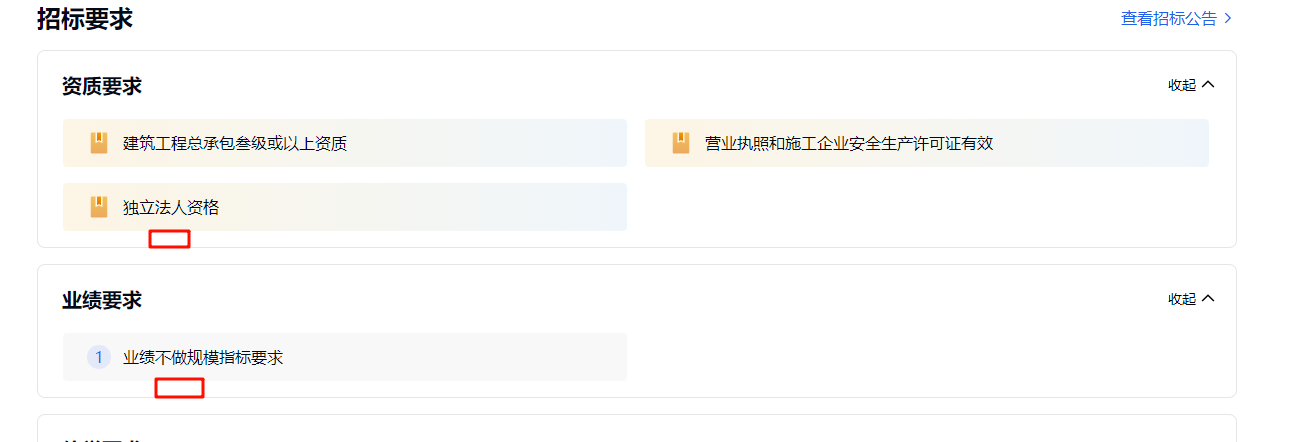 招标要求
查看招标公告
资质要求
收起
建筑工程总承包叁级或以上资质
营业执照和施工企业安全生产许可证有效
独立法人资格
业绩要求
收起
1 业绩不做规模指标要求